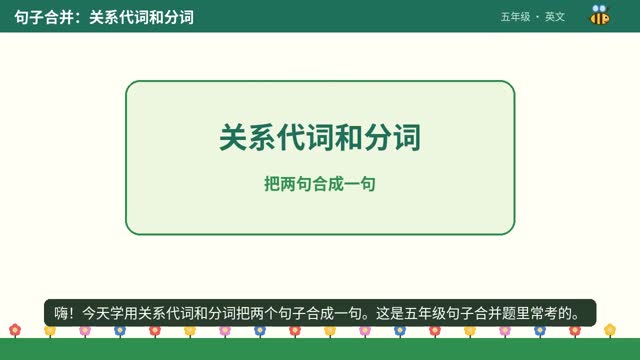 句子合并：关系代词和分词
五年级 · 英文
关系代词和分词
把两句合成一句
嗨！今天学用关系代词和分词把两个句子合成一句。这是五年级句子合并题里常考的。